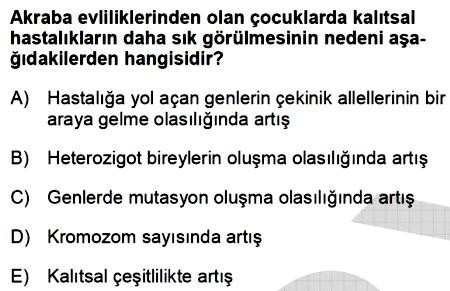 Akraba evliliklerinden olan çocuklarda kalıtsal
hastalıkların daha sık görülmesinin nedeni aşa-
ğıdakilerden hangisidir?
A) Hastalığa yol açan genlerin çekinik allellerinin bir
araya gelme olasılığında artış
B) Heterozigot bireylerin oluşma olasılığında artış
C) Genlerde mutasyon oluşma olasılığında artış
D) Kromozom sayısında artış
E) Kalıtsal çeşitlilikte artış